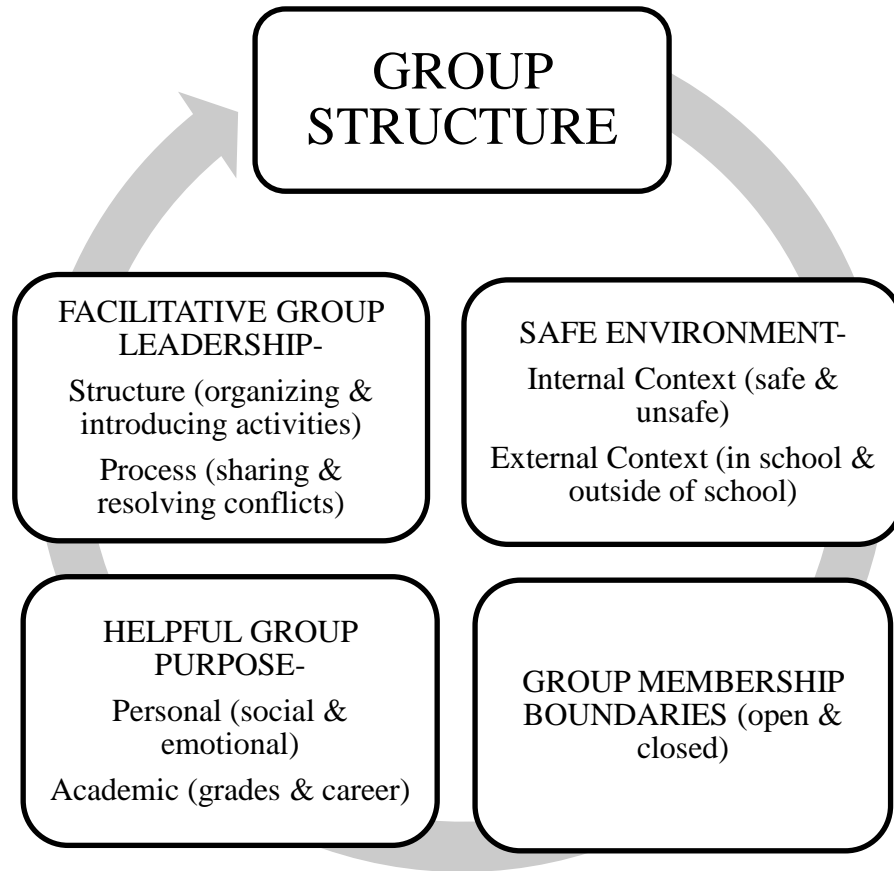 GROUP
STRUCTURE
FACILITATIVE GROUP
LEADERSHIP-
Structure (organizing &
introducing activities)
Process (sharing &
resolving conflicts)
SAFE ENVIRONMENT-
Internal Context (safe &
unsafe)
External Context (in school &
outside of school)
HELPFUL GROUP
PURPOSE-
Personal (social &
emotional)
Academic (grades & career)
GROUP MEMBERSHIP
BOUNDARIES (open &
closed)